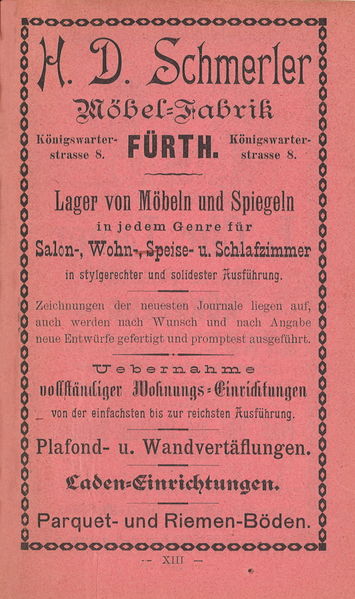 H. D. Schmerler
Möbel-Fabrik
Königswarter- FÜRTH. Königswarter-
strasse 8. strasse 8.
Lager von Möbeln und Spiegeln
in jedem Genre für
Salon-, Wohn-, Speise- u. Schlafzimmer
in stylgerechter und solidester Ausführung.
Zeichnungen der neuesten Journale liegen auf,
auch werden nach Wunsch und nach Angabe
neue Entwürfe gefertigt und promptest ausgeführt.
Uebernahme
vollständiger Wohnungs-Einrichtungen
von der einfachsten bis zur reichsten Ausführung.
Plafond- u. Wandvertäflungen.
Laden-Einrichtungen.
Parquet- und Riemen-Böden.
— XIII —